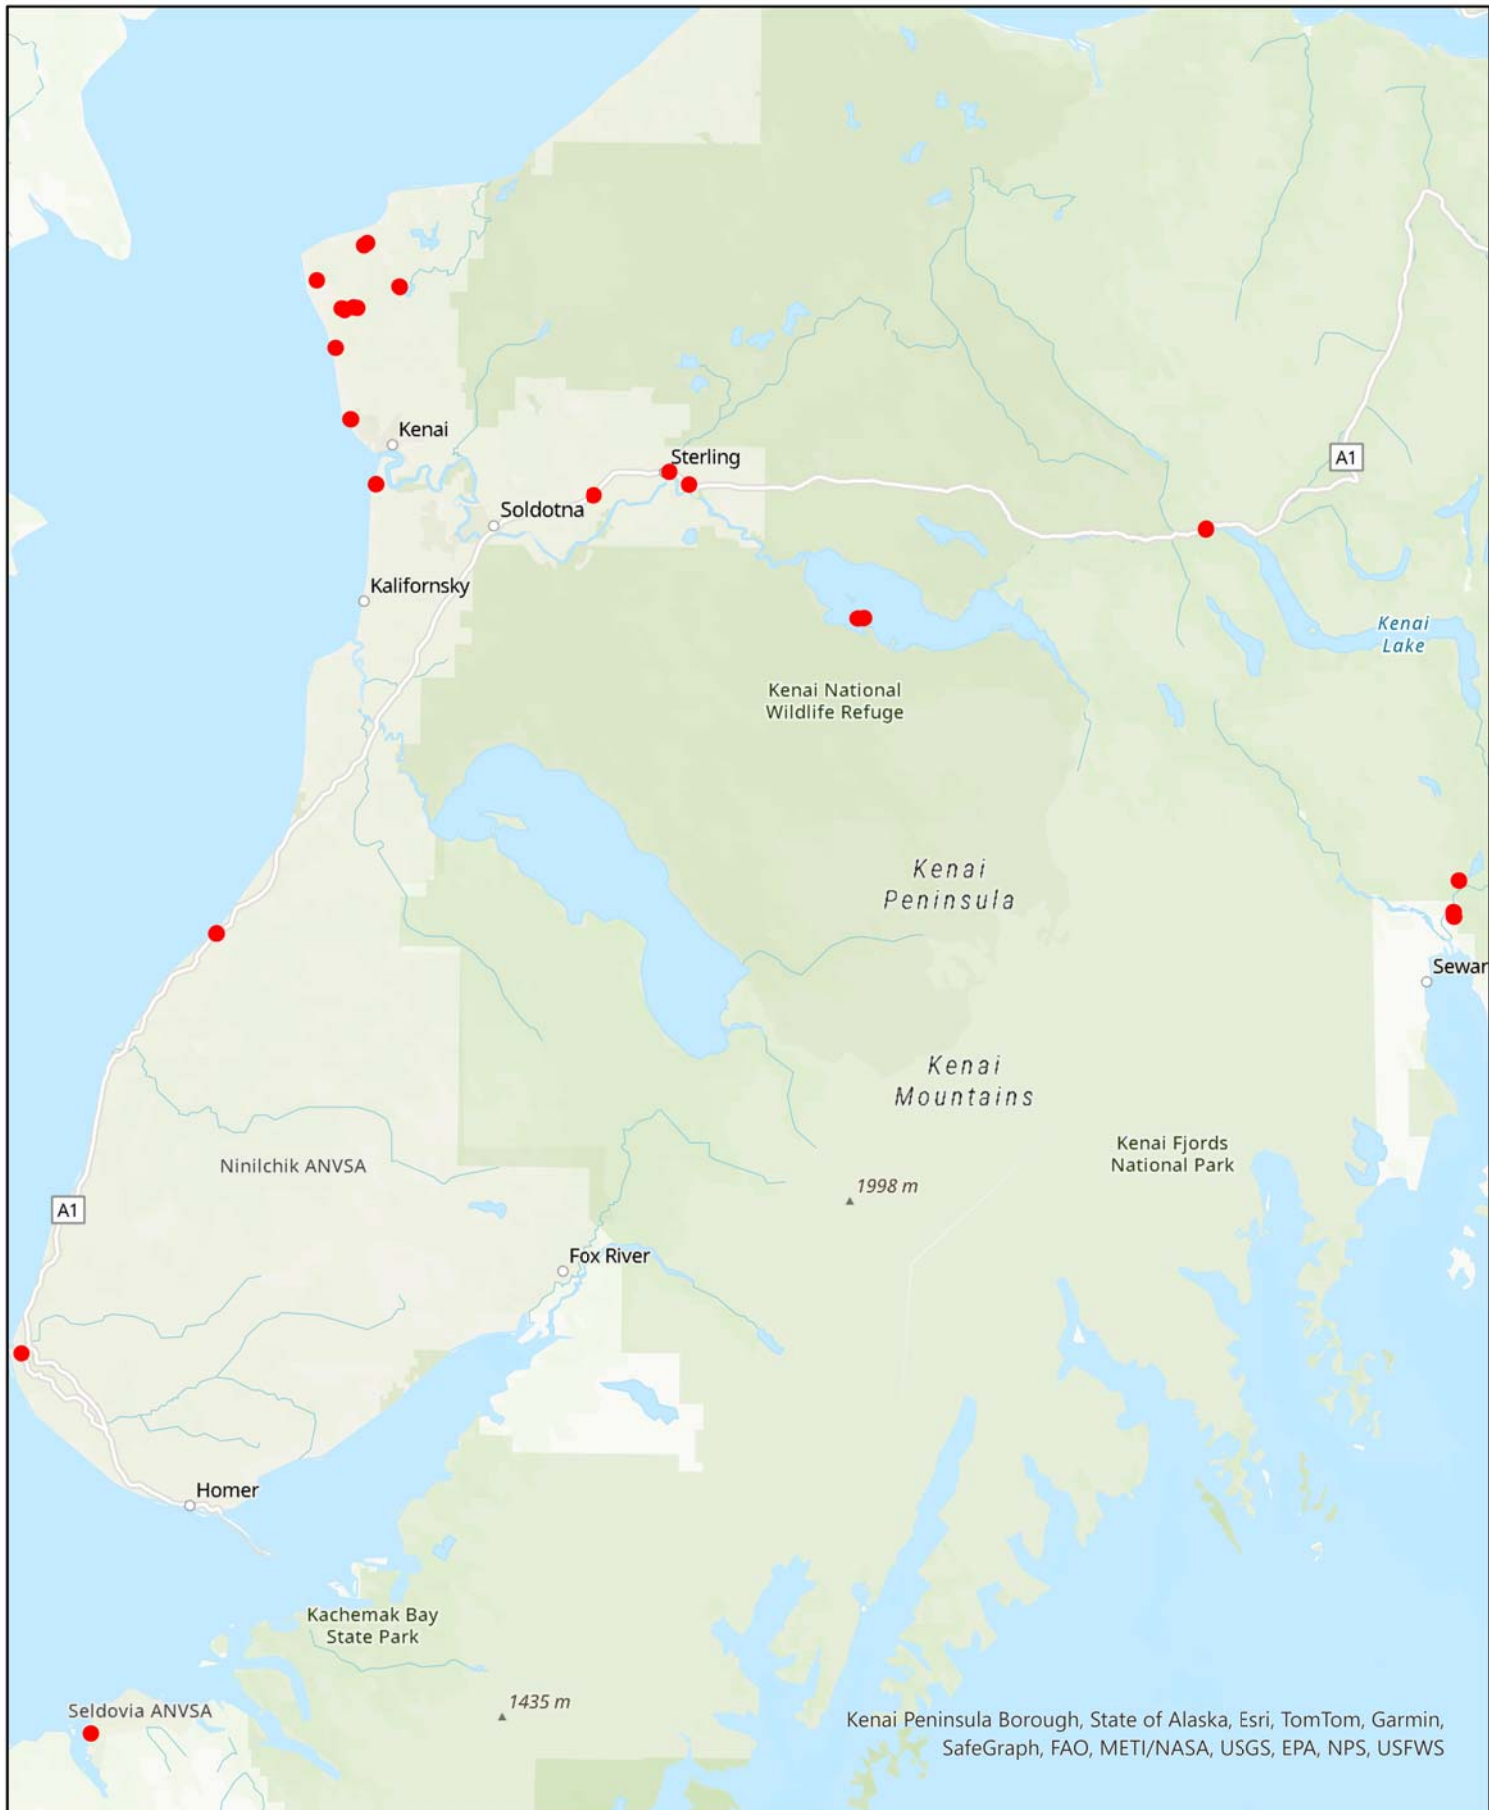 Kenai
Sterling
A1
Soldotna
Kalifornsky
Kenai
Lake
Kenai National
Wildlife Refuge
Kenai
Peninsula
Sewar
Kenai
Mountains
Kenai Fjords
National Park
Ninilchik ANVSA
1998 m
A1
Fox River
Homer
Kachemak Bay
State Park
Seldovia ANVSA
1435 m
Kenai Peninsula Borough, State of Alaska, Esri, TomTom, Garmin,
SafeGraph, FAO, METI/NASA, USGS, EPA, NPS, USFWS